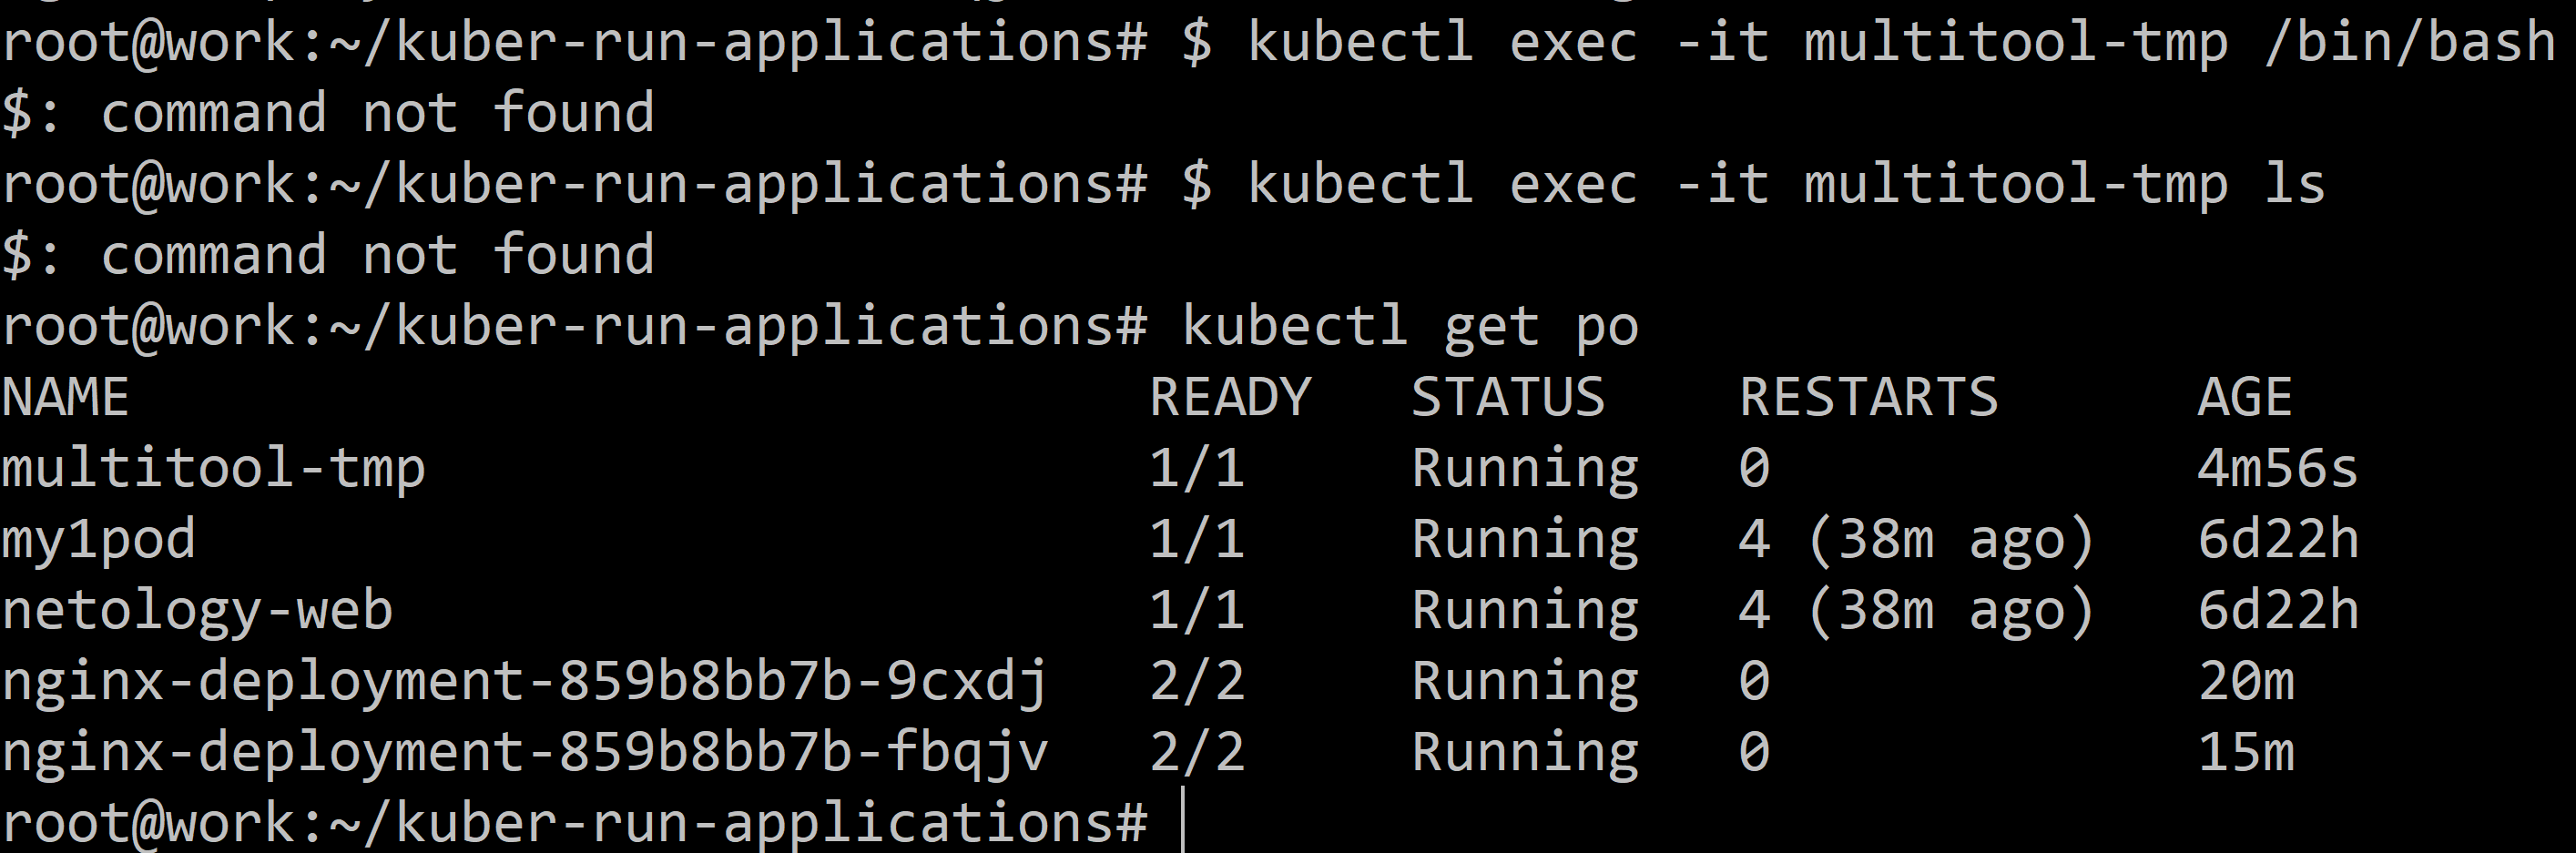 root@work:~/kuber-run-applications# $ kubectl exec -it multitool-tmp /bin/bash
$: command not found
root@work:~/kuber-run-applications# $ kubectl exec -it multitool-tmp ls
$: command not found
root@work:~/kuber-run-applications# kubectl get po
NAME                               READY   STATUS    RESTARTS      AGE
multitool-tmp                      1/1     Running   0             4m56s
my1pod                             1/1     Running   4 (38m ago)   6d22h
netology-web                       1/1     Running   4 (38m ago)   6d22h
nginx-deployment-859b8bb7b-9cxdj   2/2     Running   0             20m
nginx-deployment-859b8bb7b-fbqjv   2/2     Running   0             15m
root@work:~/kuber-run-applications#